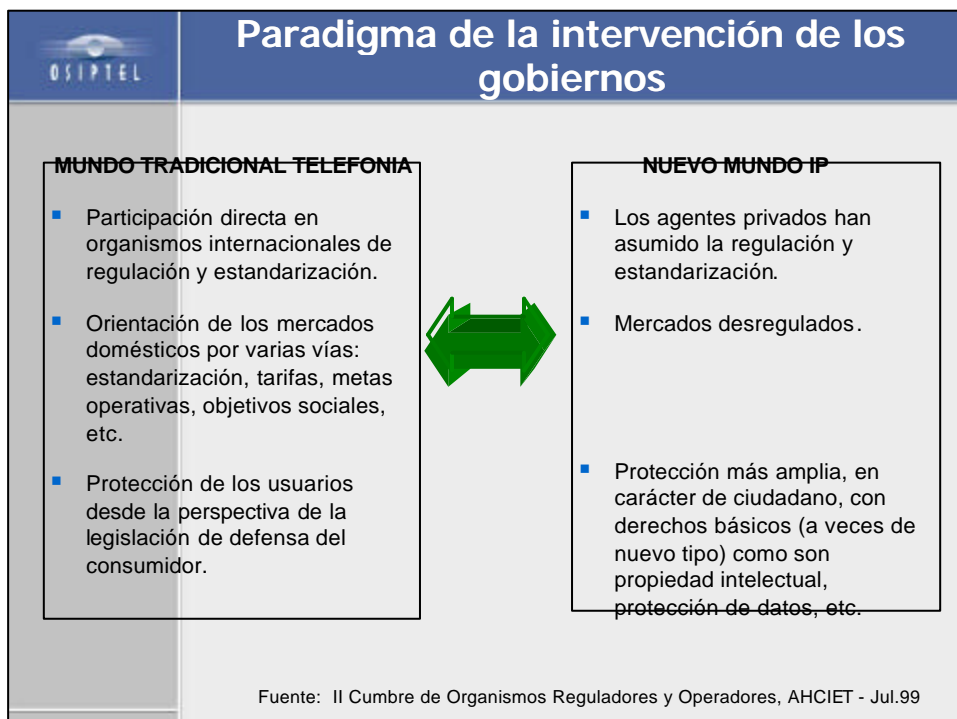 OSIPTEL
Paradigma de la intervención de los
gobiernos
MUNDO TRADICIONAL TELEFONIA
Participación directa en
organismos internacionales de
regulación y estandarización.
Orientación de los mercados
domésticos por varias vías:
estandarización, tarifas, metas
operativas, objetivos sociales,
etc.
Protección de los usuarios
desde la perspectiva de la
legislación de defensa del
consumidor.
NUEVO MUNDO IP
Los agentes privados han
asumido la regulación y
estandarización.
Mercados desregulados.
Protección más amplia, en
carácter de ciudadano, con
derechos básicos (a veces de
nuevo tipo) como son
propiedad intelectual,
protección de datos, etc.
Fuente: II Cumbre de Organismos Reguladores y Operadores, AHCIET - Jul.99